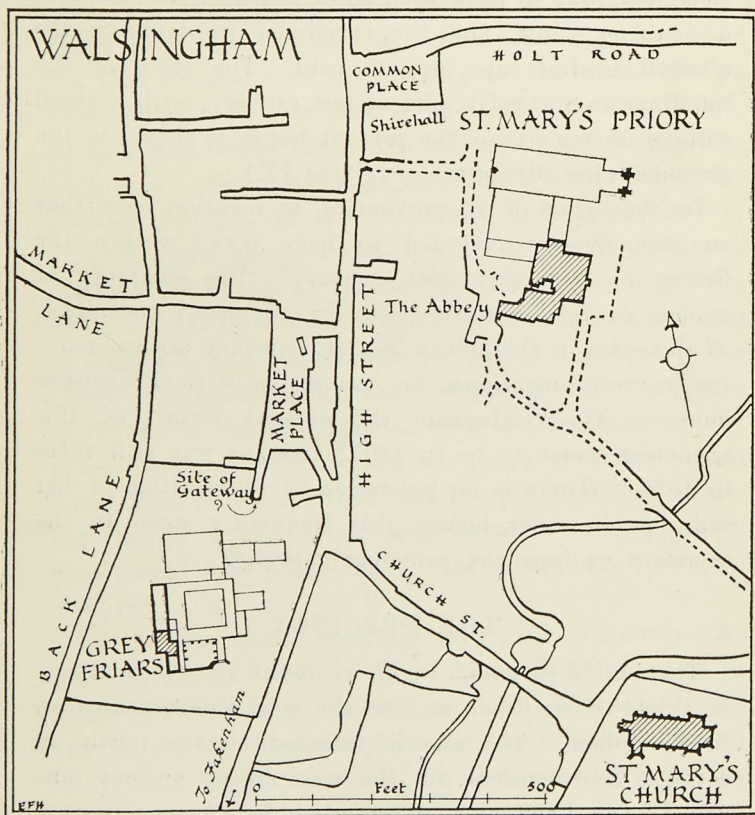 WALSINGHAM
HOLT ROAD
COMMON
PLACE
Shirehall
ST. MARY'S PRIORY
MARKET
LANE
The Abbey
HIGH STREET
MARKET
PLACE
Site of
Gateway
?
BACK LANE
CHURCH ST.
GREY
FRIARS
To Fakenham
ST MARY'S
CHURCH
0 Feet 500
EFH